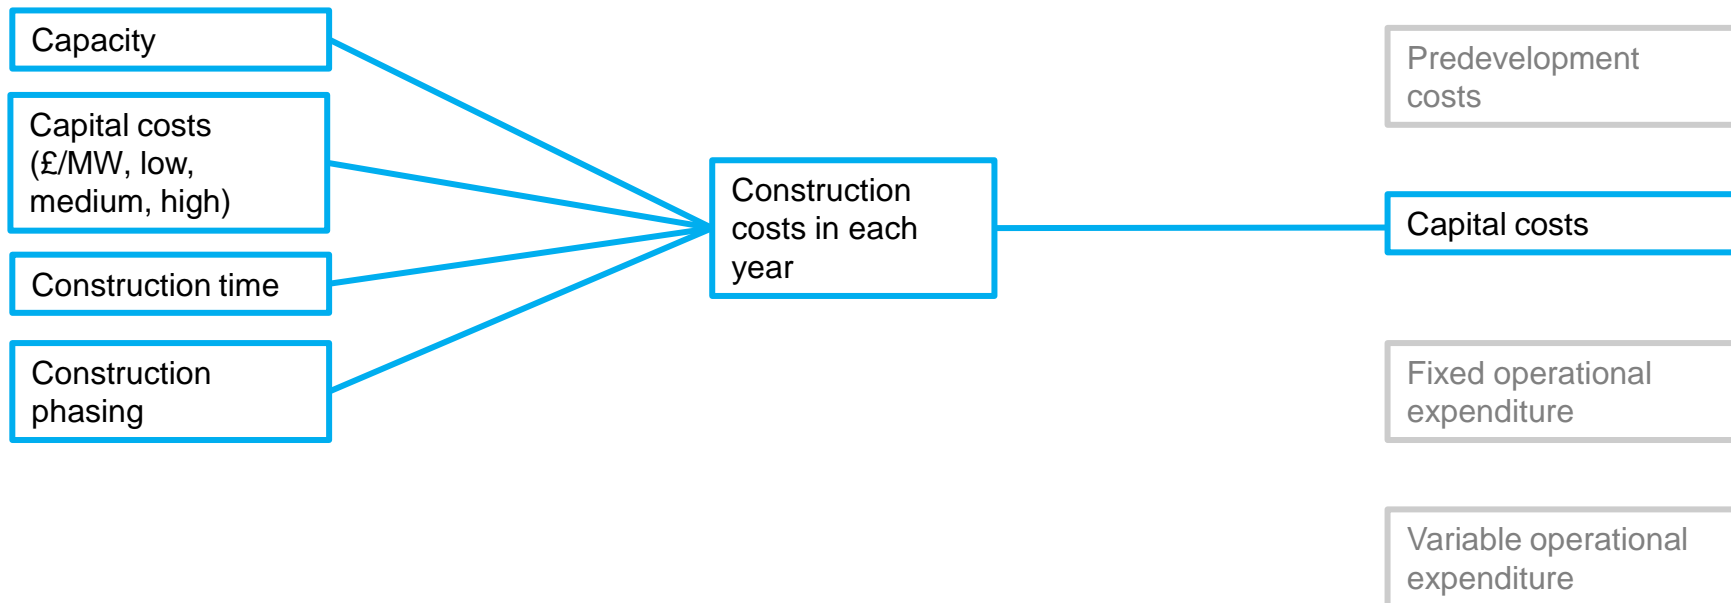 Capacity
Capital costs
(£/MW, low,
medium, high)
Construction time
Construction
phasing
Construction
costs in each
year
Predevelopment
costs
Capital costs
Fixed operational
expenditure
Variable operational
expenditure